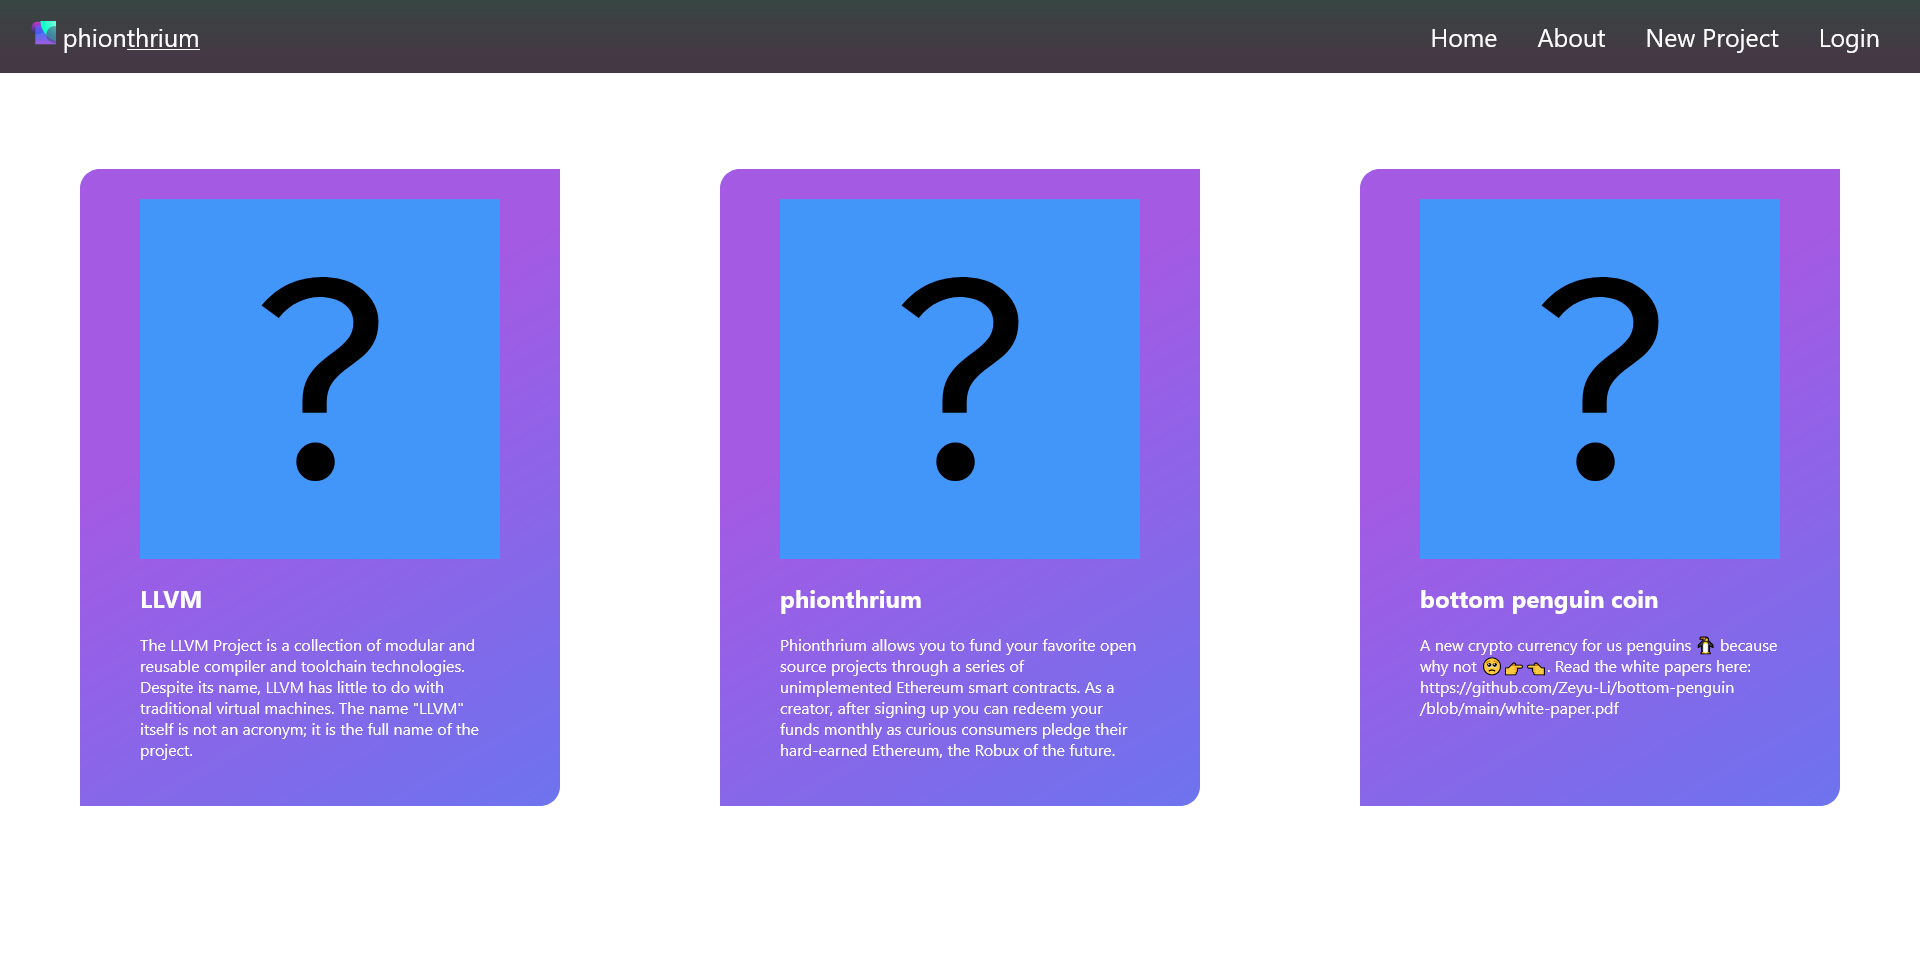 phionthrium
Home About New Project Login
?
?
?
LLVM
The LLVM Project is a collection of modular and
reusable compiler and toolchain technologies.
Despite its name, LLVM has little to do with
traditional virtual machines. The name "LLVM"
itself is not an acronym; it is the full name of the
project.
phionthrium
Phionthrium allows you to fund your favorite open
source projects through a series of
unimplemented Ethereum smart contracts. As a
creator, after signing up you can redeem your
funds monthly as curious consumers pledge their
hard-earned Ethereum, the Robux of the future.
bottom penguin coin
A new crypto currency for us penguins 🐧 because
why not 🥺👉👈. Read the white papers here:
https://github.com/Zeyu-Li/bottom-penguin
/blob/main/white-paper.pdf